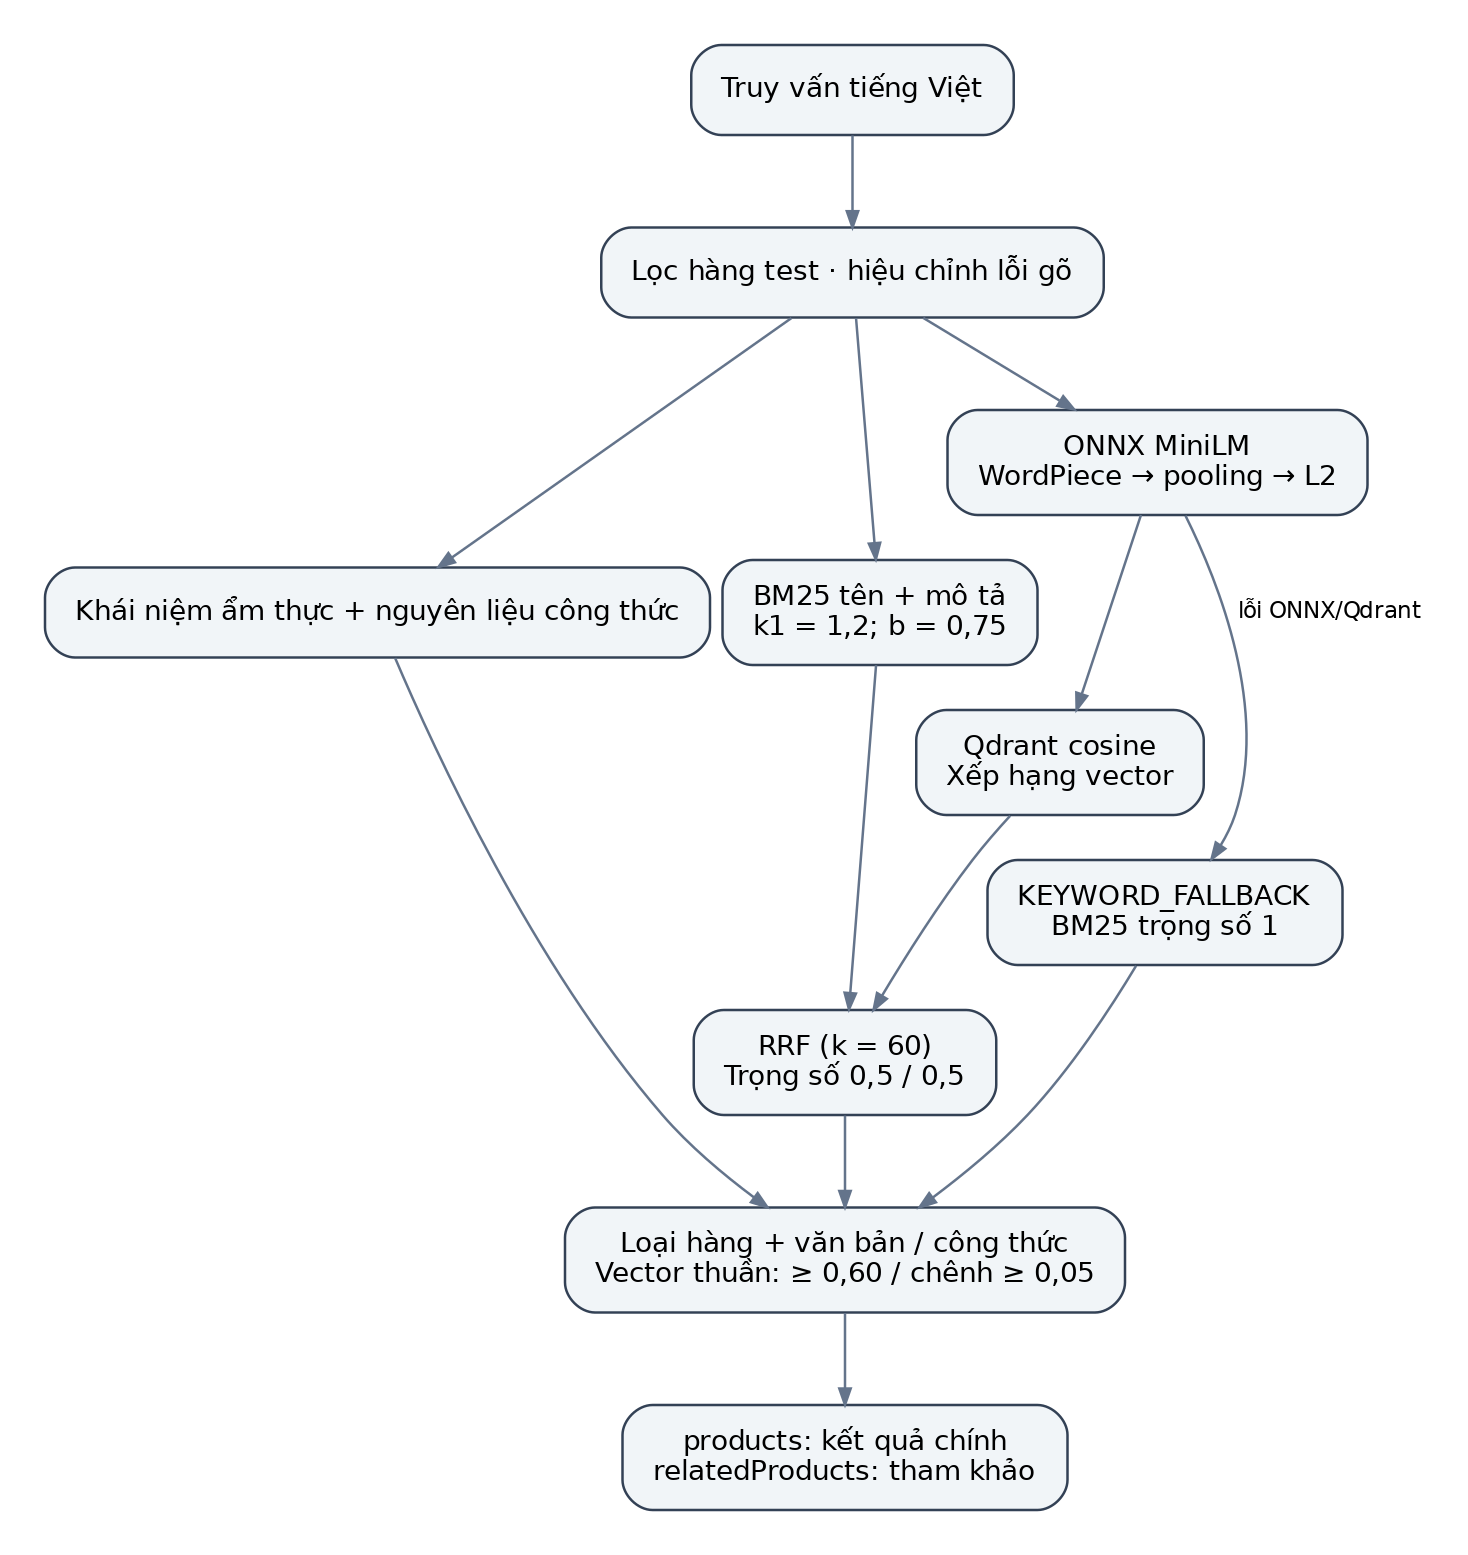 Truy vấn tiếng Việt
Lọc hàng test · hiệu chỉnh lỗi gõ
ONNX MiniLM
WordPiece → pooling → L2
Khái niệm ẩm thực + nguyên liệu công thức
BM25 tên + mô tả
k1 = 1,2; b = 0,75
lỗi ONNX/Qdrant
Qdrant cosine
Xếp hạng vector
KEYWORD_FALLBACK
BM25 trọng số 1
RRF (k = 60)
Trọng số 0,5 / 0,5
Loại hàng + văn bản / công thức
Vector thuần: ≥ 0,60 / chênh ≥ 0,05
products: kết quả chính
relatedProducts: tham khảo